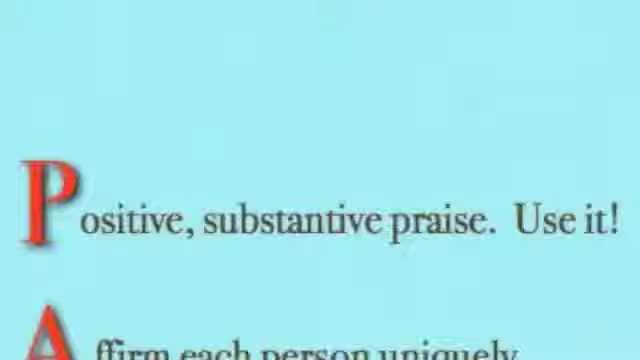 Positive, substantive praise.  Use it!
Affirm each person uniquely